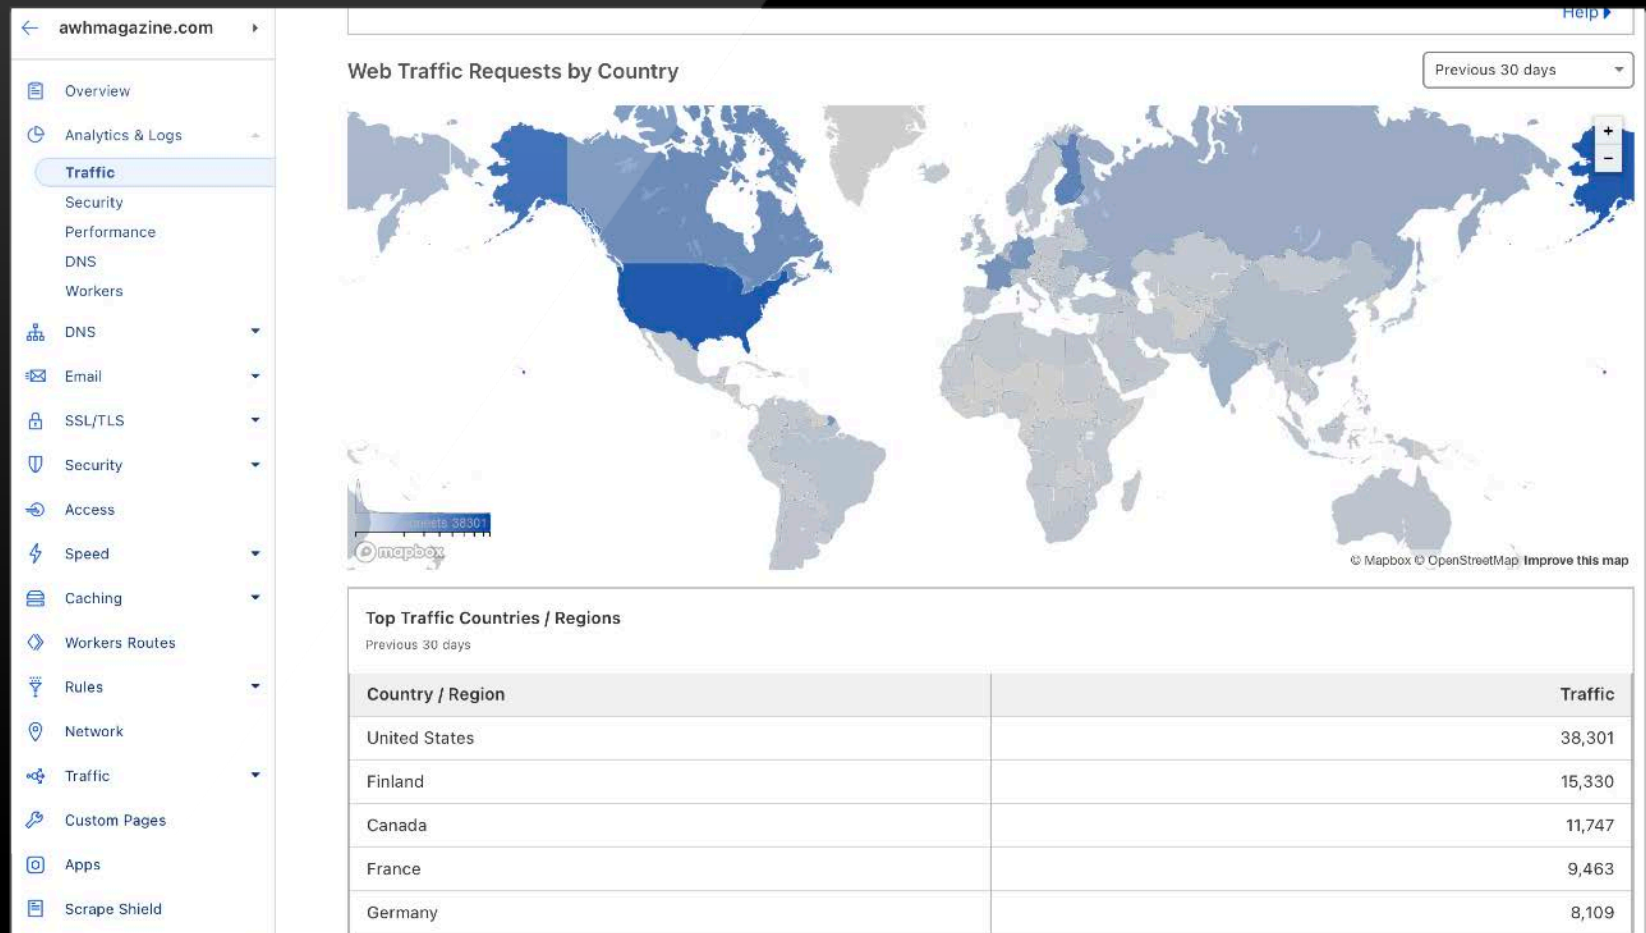 awhmagazine.com
Help
Overview
Analytics & Logs
Traffic
Security
Performance
DNS
Workers
DNS
Email
SSL/TLS
Security
Access
Speed
Caching
Workers Routes
Rules
Network
Traffic
Custom Pages
Apps
Scrape Shield
Web Traffic Requests by Country
Previous 30 days
+
−
38301
mapbox
© Mapbox © OpenStreetMap Improve this map
Top Traffic Countries / Regions
Previous 30 days
Country / Region Traffic
United States 38,301
Finland 15,330
Canada 11,747
France 9,463
Germany 8,109